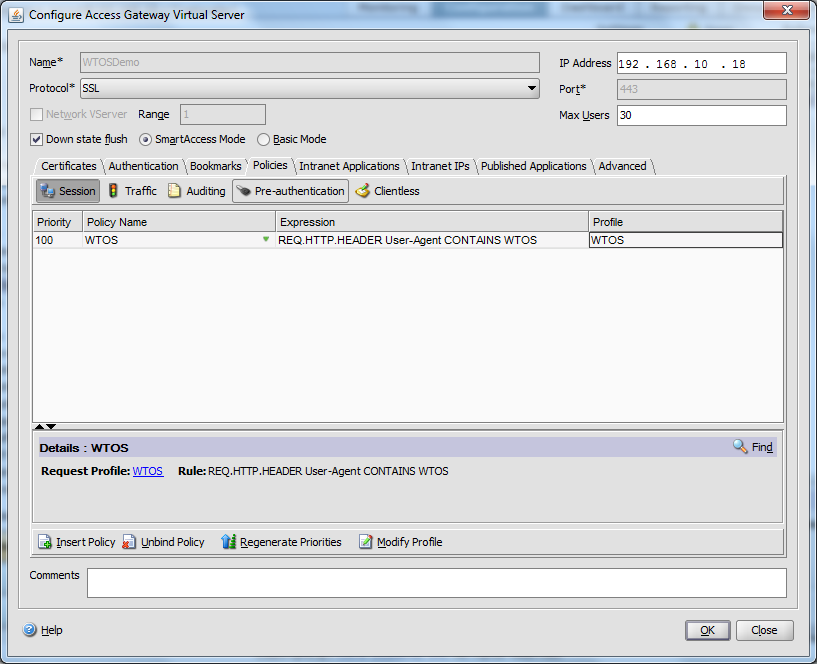 Configure Access Gateway Virtual Server
Name* WTOSDemo IP Address 192 . 168 . 10 . 18
Protocol* SSL Port* 443
Network VServer Range 1 Max Users 30
Down state flush SmartAccess Mode Basic Mode
Certificates Authentication Bookmarks Policies Intranet Applications Intranet IPs Published Applications Advanced
Session Traffic Auditing Pre-authentication Clientless
Priority Policy Name Expression Profile
100 WTOS REQ.HTTP.HEADER User-Agent CONTAINS WTOS WTOS
Details : WTOS Find
Request Profile: WTOS Rule: REQ.HTTP.HEADER User-Agent CONTAINS WTOS
Insert Policy Unbind Policy Regenerate Priorities Modify Profile
Comments
Help OK Close